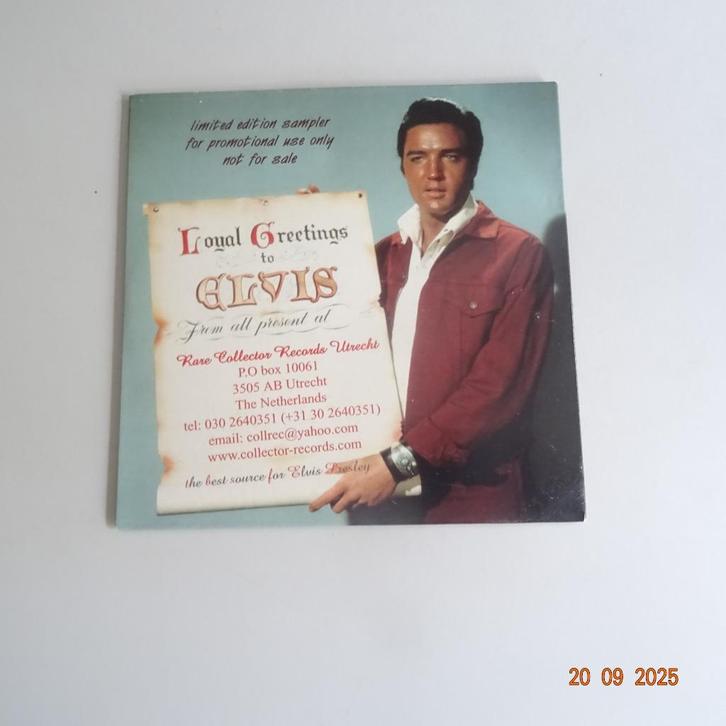 limited edition sampler
for promotional use only
not for sale
Loyal Greetings
to
ELVIS
From all present at
Rare Collector Records Utrecht
P.O box 10061
3505 AB Utrecht
The Netherlands
tel: 030 2640351 (+31 30 2640351)
email: collrec@yahoo.com
www.collector-records.com
the best source for Elvis Presley
20 09 2025